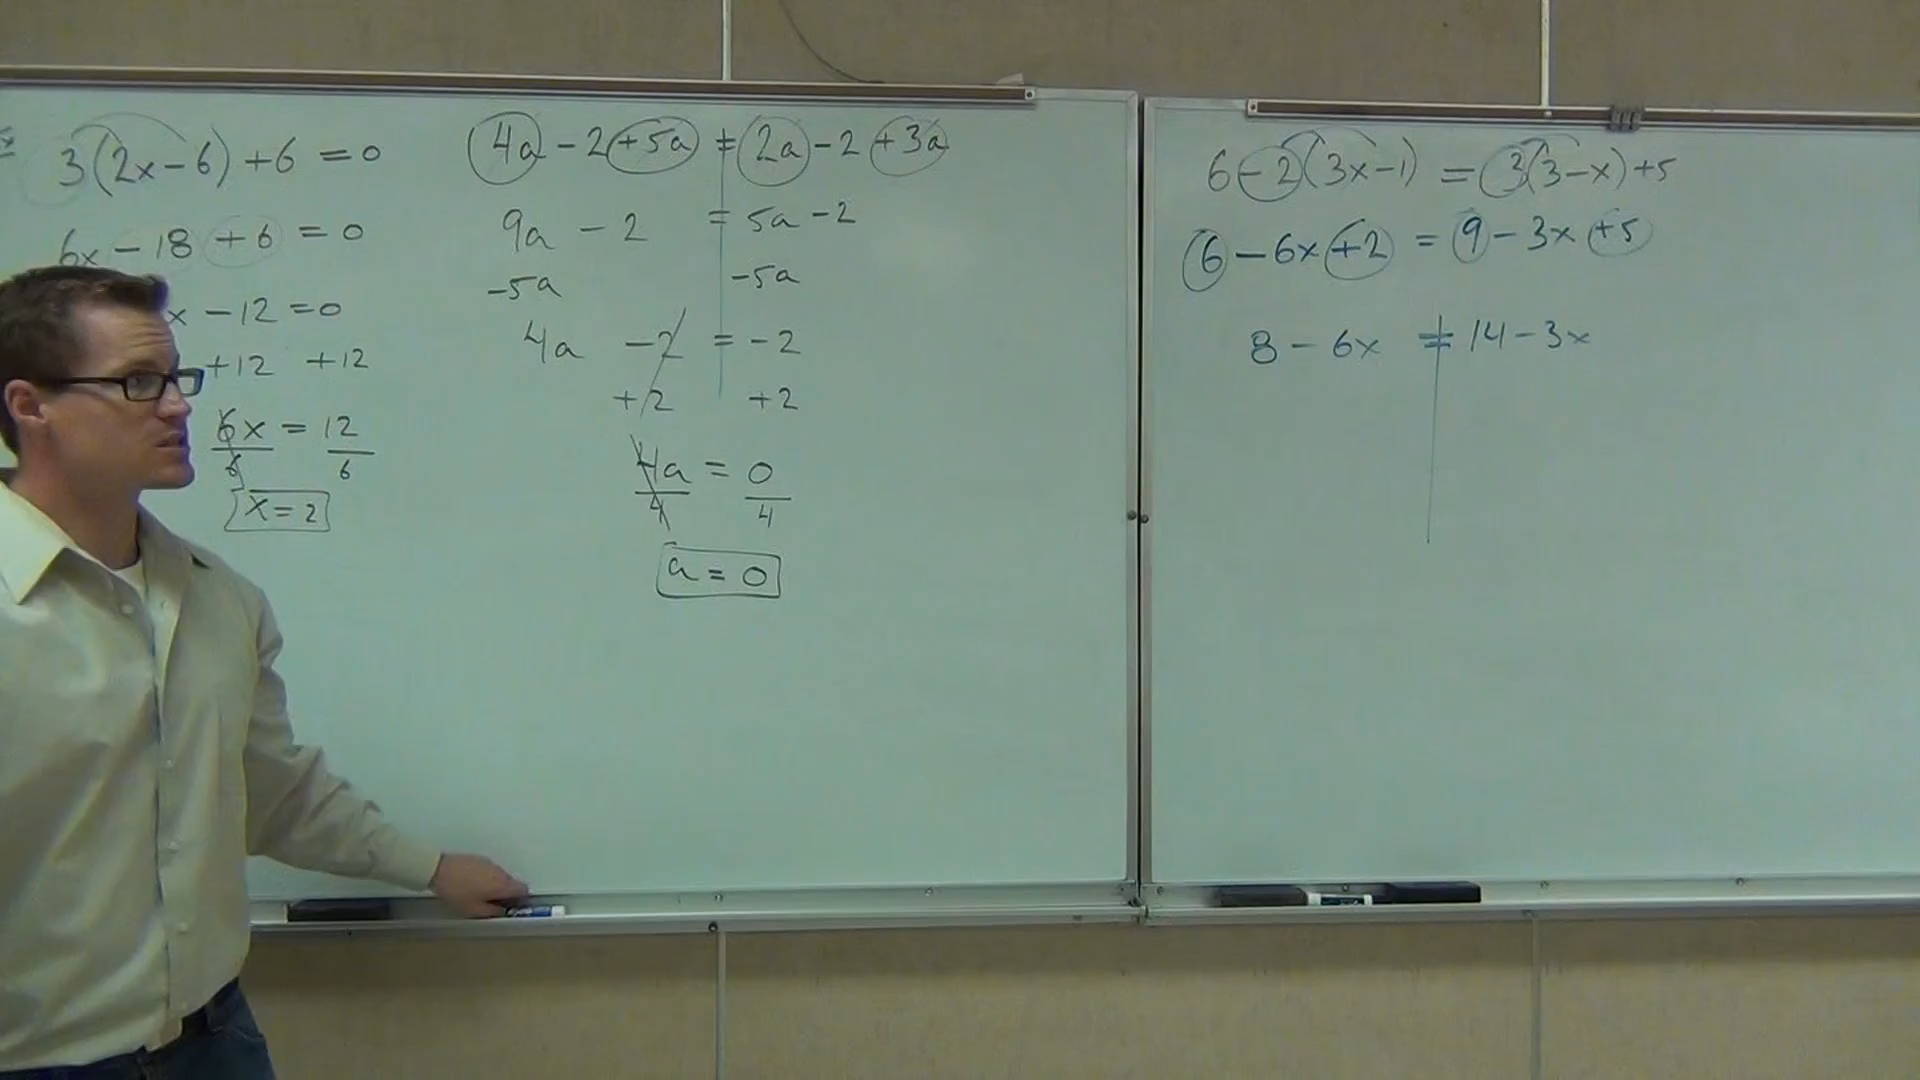 3(2x-6)+6=0
6x-18+6=0
x-12=0
+12 +12
6x=12
6 6
x=2
4a-2+5a=2a-2+3a
9a-2=5a-2
-5a -5a
4a-2=-2
+2 +2
4a=0
4 4
a=0
6-2(3x-1)=3(3-x)+5
6-6x+2=9-3x+5
8-6x=14-3x